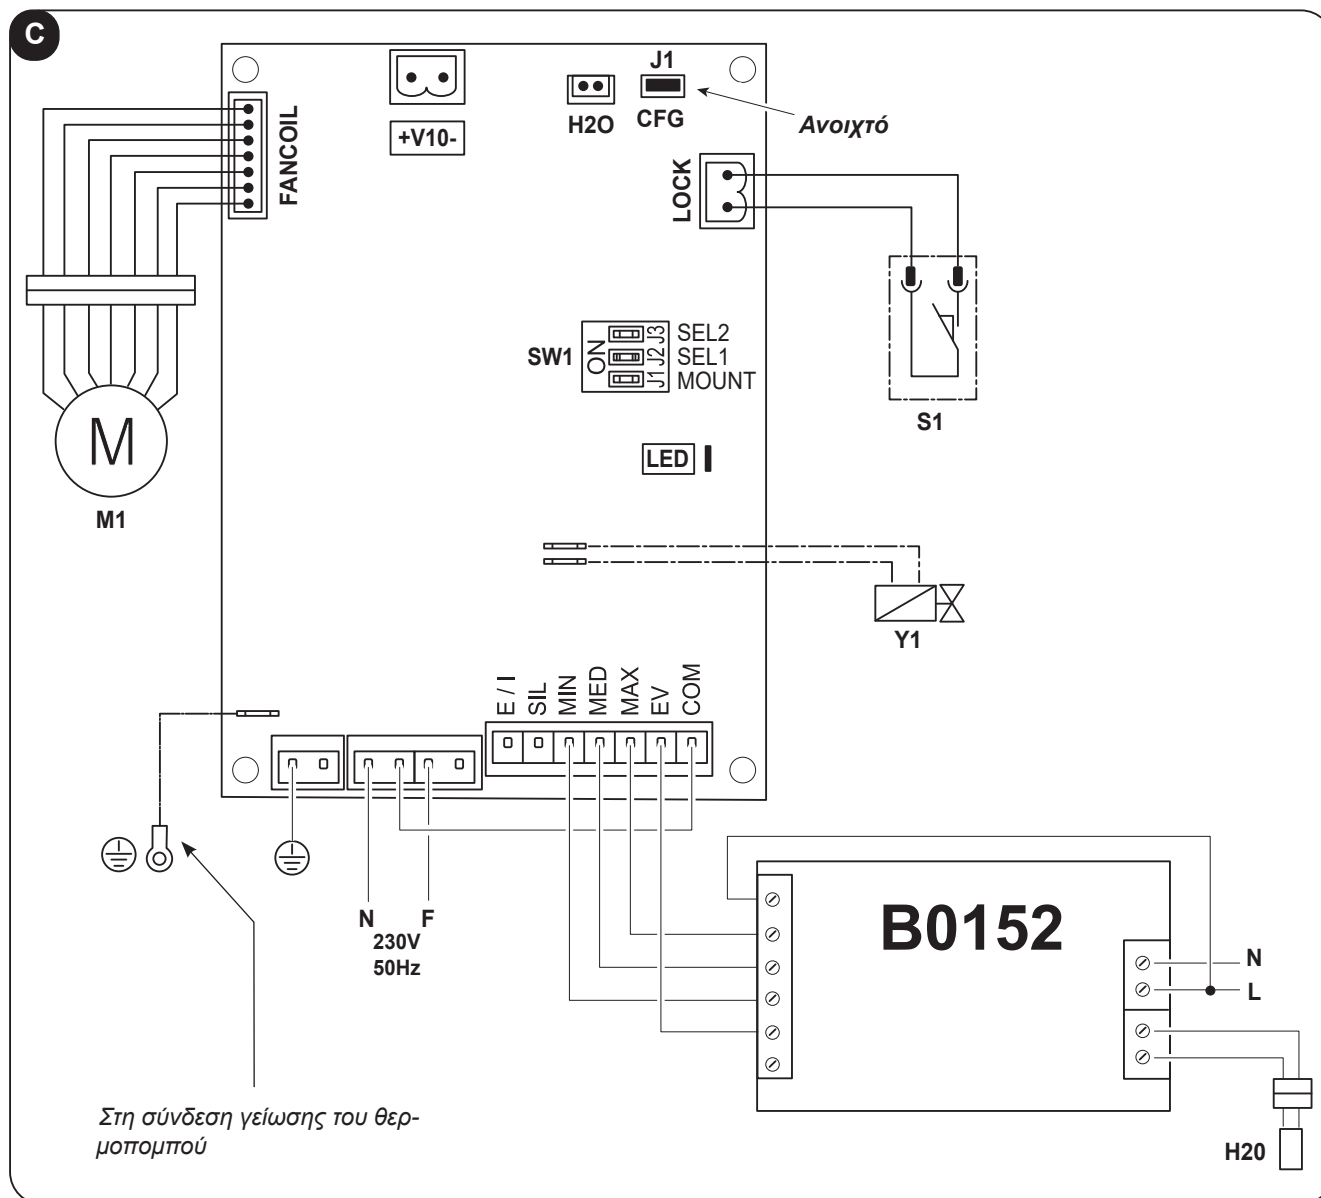 C
J1
H2O
CFG
Ανοιχτό
+V10-
FANCOIL
LOCK
SW1
ON
J3 SEL2
J2 SEL1
J1 MOUNT
S1
LED
M
M1
Y1
E / I
SIL
MIN
MED
MAX
EV
COM
N F
230V
50Hz
B0152
N
L
Στη σύνδεση γείωσης του θερ-
μοπομπού
H20